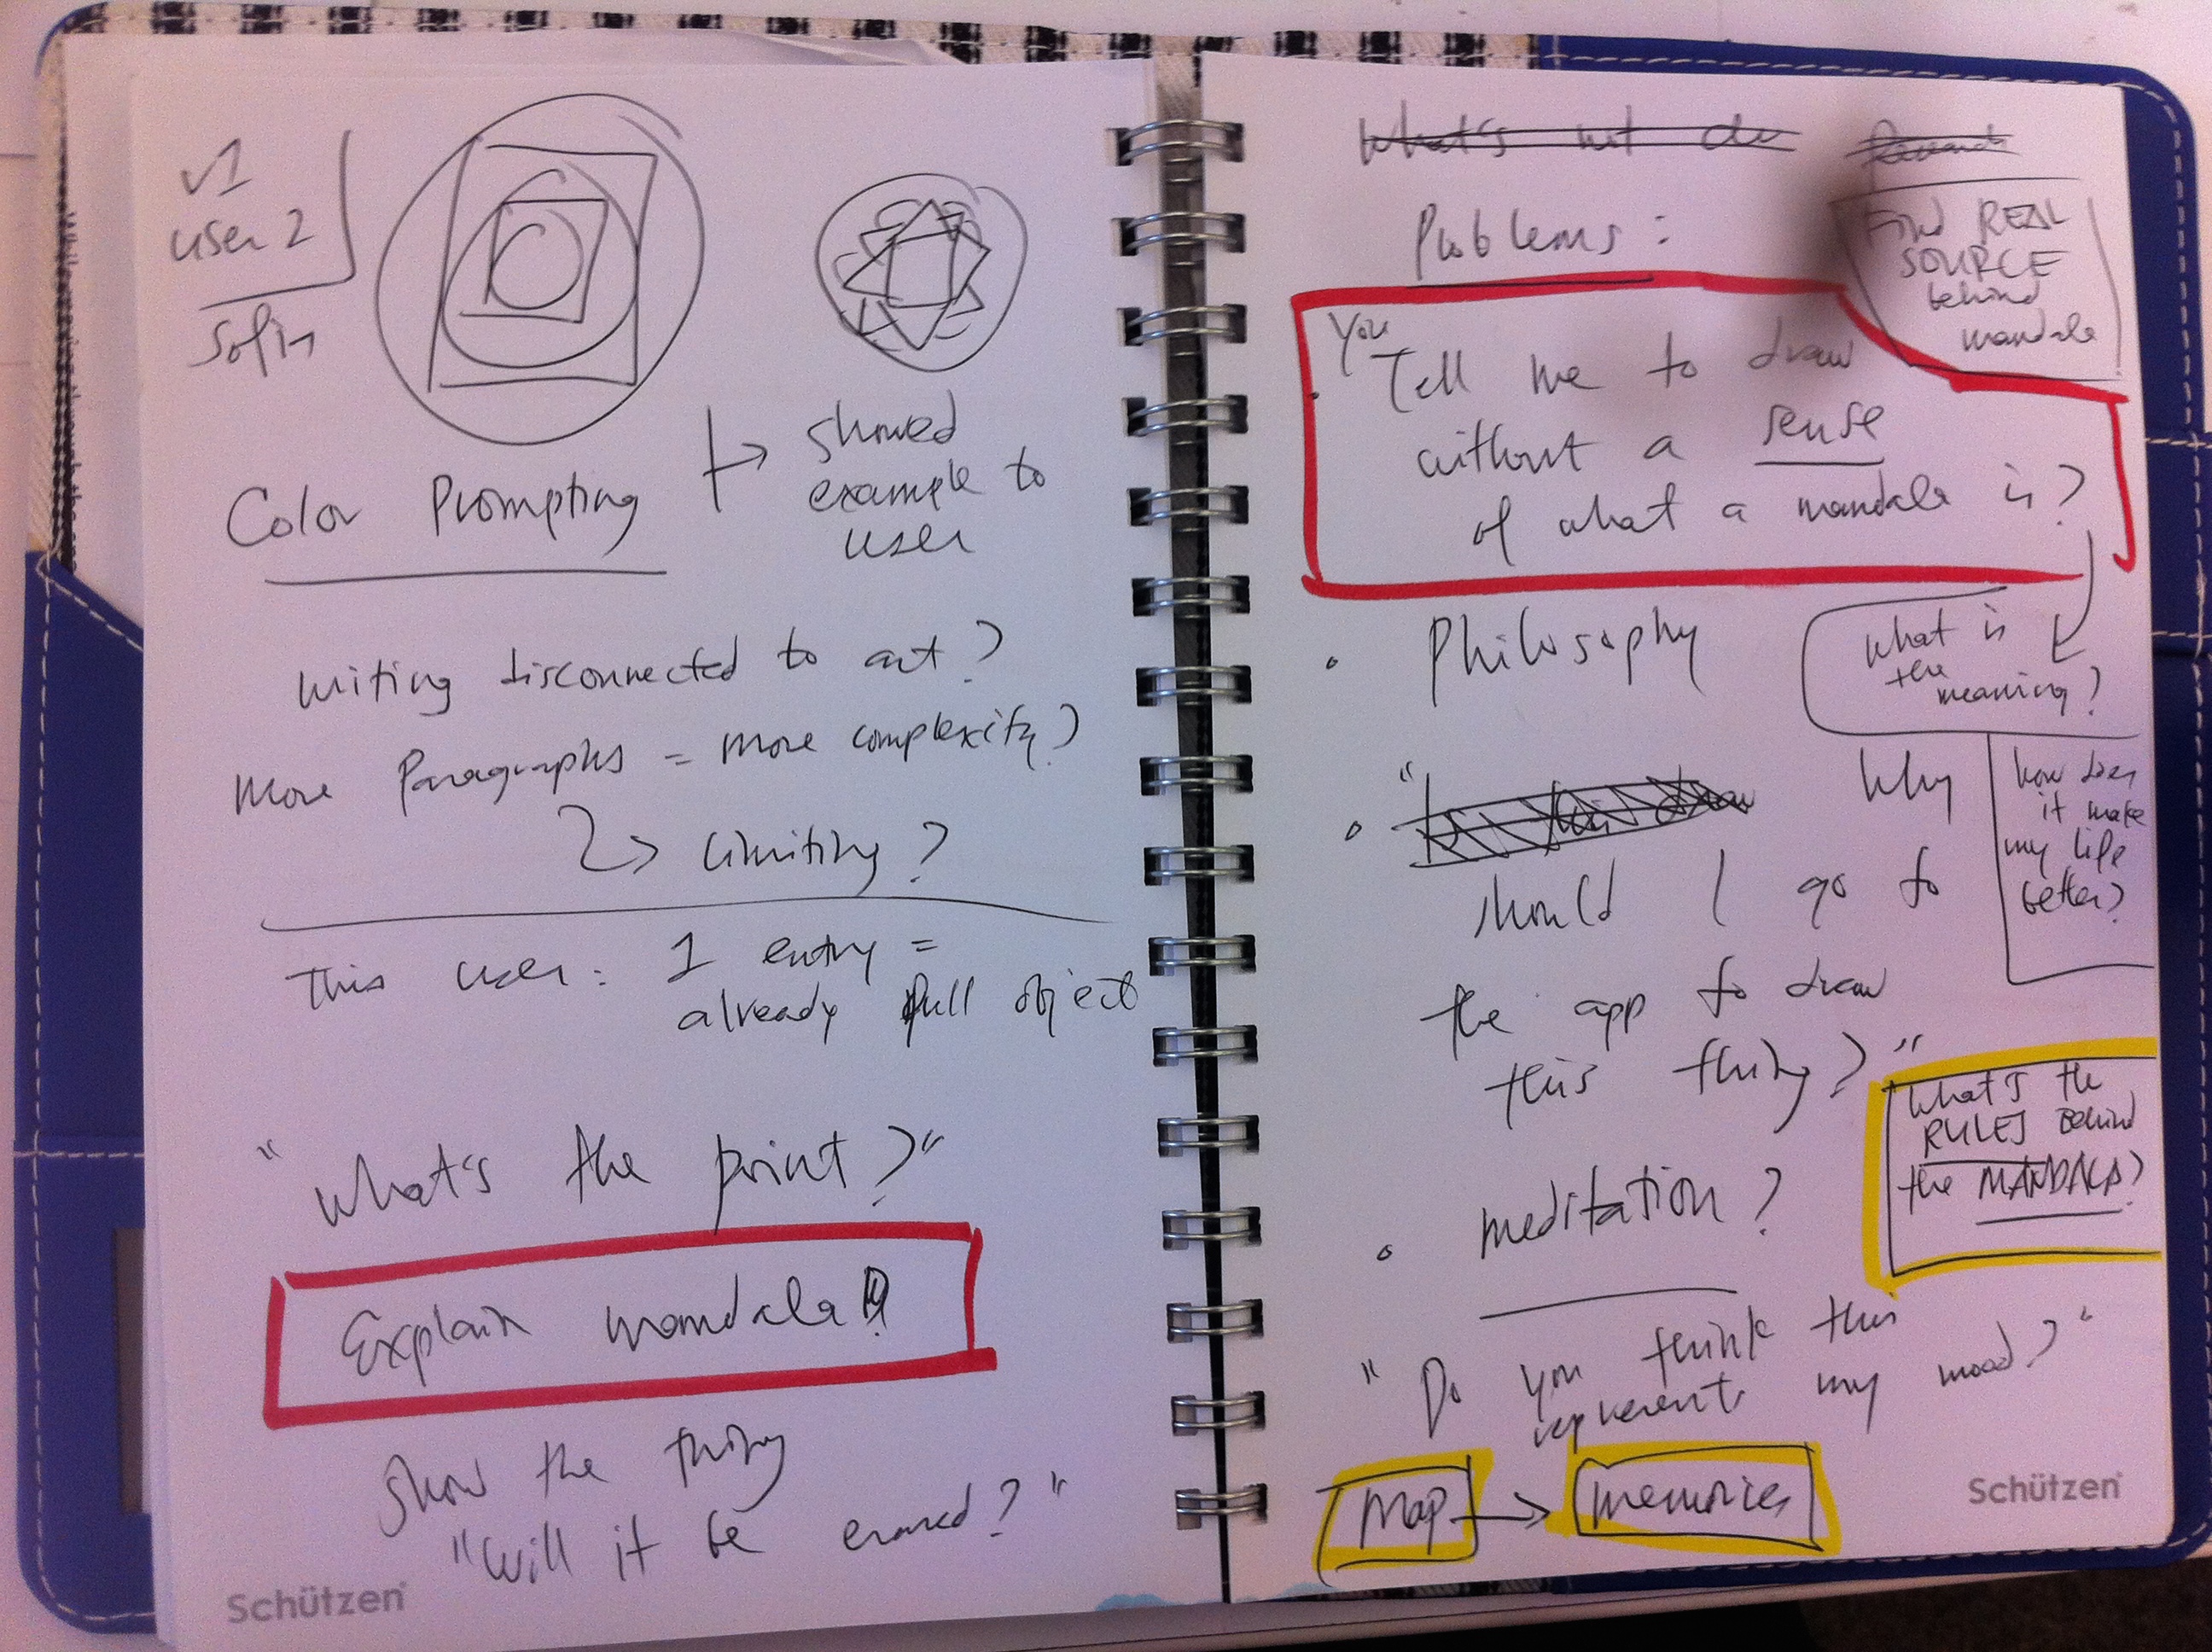 v1
user 2
Sofia
Color Prompting
showed
example to
user
writing disconnected to art?
More Paragraphs = more complexity?
limiting?
This user: 1 entry =
already full object
"What's the point?"
Explain mandala
Show the thing
"Will it be erased?"
Schützen
What's not
Problems:
Find REAL
SOURCE
behind
mandala
You
Tell me to draw
without a sense
of what a mandala is?
Philosophy
What is
the
meaning?
" Why
should I go to
the app to draw
this thing?"
how does
it make
my life
better?
What's the
RULES Behind
the MANDALA?
meditation?
"Do you think this
represents my mood?"
Map → memories
Schützen